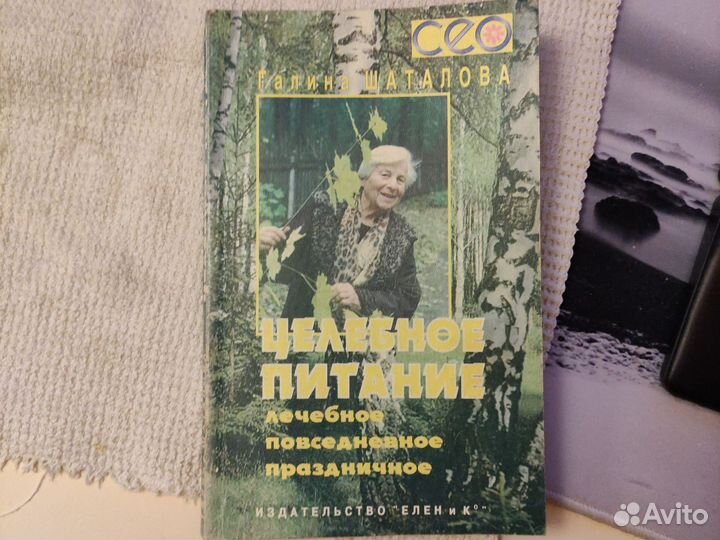 СЕО
Галина ШАТАЛОВА
ЦЕЛЕБНОЕ
ПИТАНИЕ
лечебное
повседневное
праздничное
ИЗДАТЕЛЬСТВО "ЕЛЕН и К°"
Avito